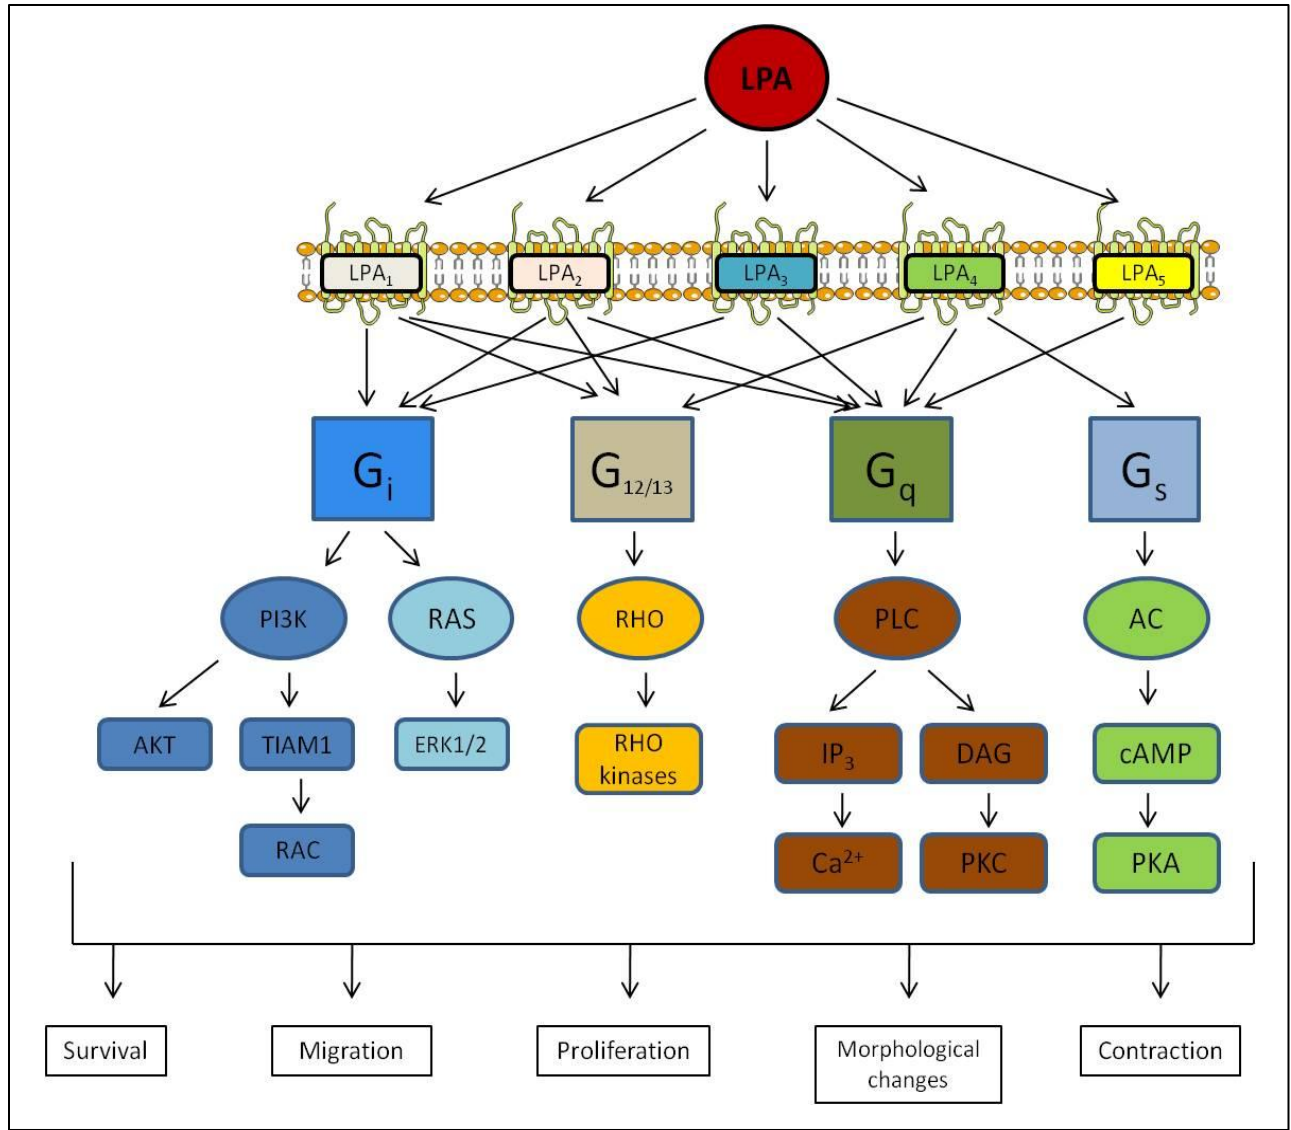 LPA
LPA₁
LPA₂
LPA₃
LPA₄
LPA₅
Gᵢ
G₁₂/₁₃
G_q
Gₛ
PI3K
RAS
RHO
PLC
AC
AKT
TIAM1
ERK1/2
RHO
kinases
IP₃
DAG
cAMP
RAC
Ca²⁺
PKC
PKA
Survival
Migration
Proliferation
Morphological
changes
Contraction